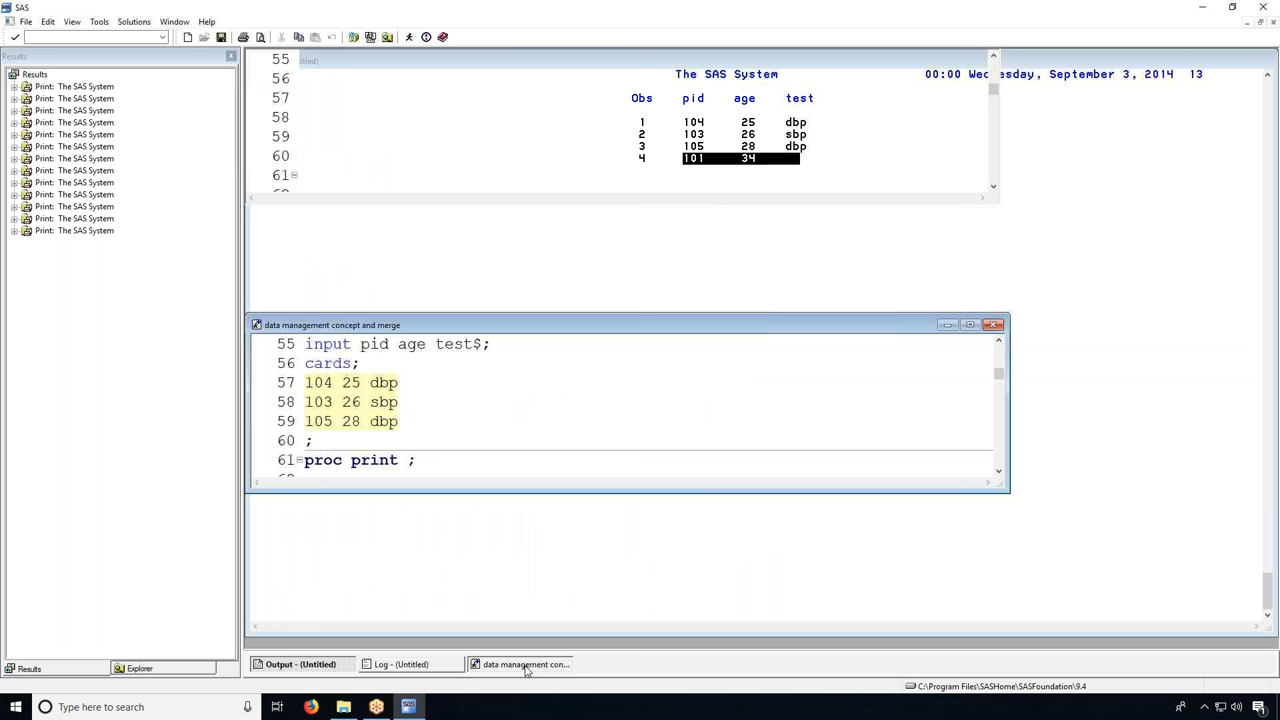 SAS
File Edit View Tools Solutions Window Help
Results
Results
Print: The SAS System
Print: The SAS System
Print: The SAS System
Print: The SAS System
Print: The SAS System
Print: The SAS System
Print: The SAS System
Print: The SAS System
Print: The SAS System
Print: The SAS System
Print: The SAS System
Print: The SAS System
Print: The SAS System
55
56
57
58
59
60
61
The SAS System 00:00 Wednesday, September 3, 2014 13
Obs pid age test
1 104 25 dbp
2 103 26 sbp
3 105 28 dbp
4 101 34
data management concept and merge
55 input pid age test$;
56 cards;
57 104 25 dbp
58 103 26 sbp
59 105 28 dbp
60 ;
61 proc print ;
Results Explorer
Output - (Untitled) Log - (Untitled) data management con...
C:\Program Files\SASHome\SASFoundation\9.4
Type here to search